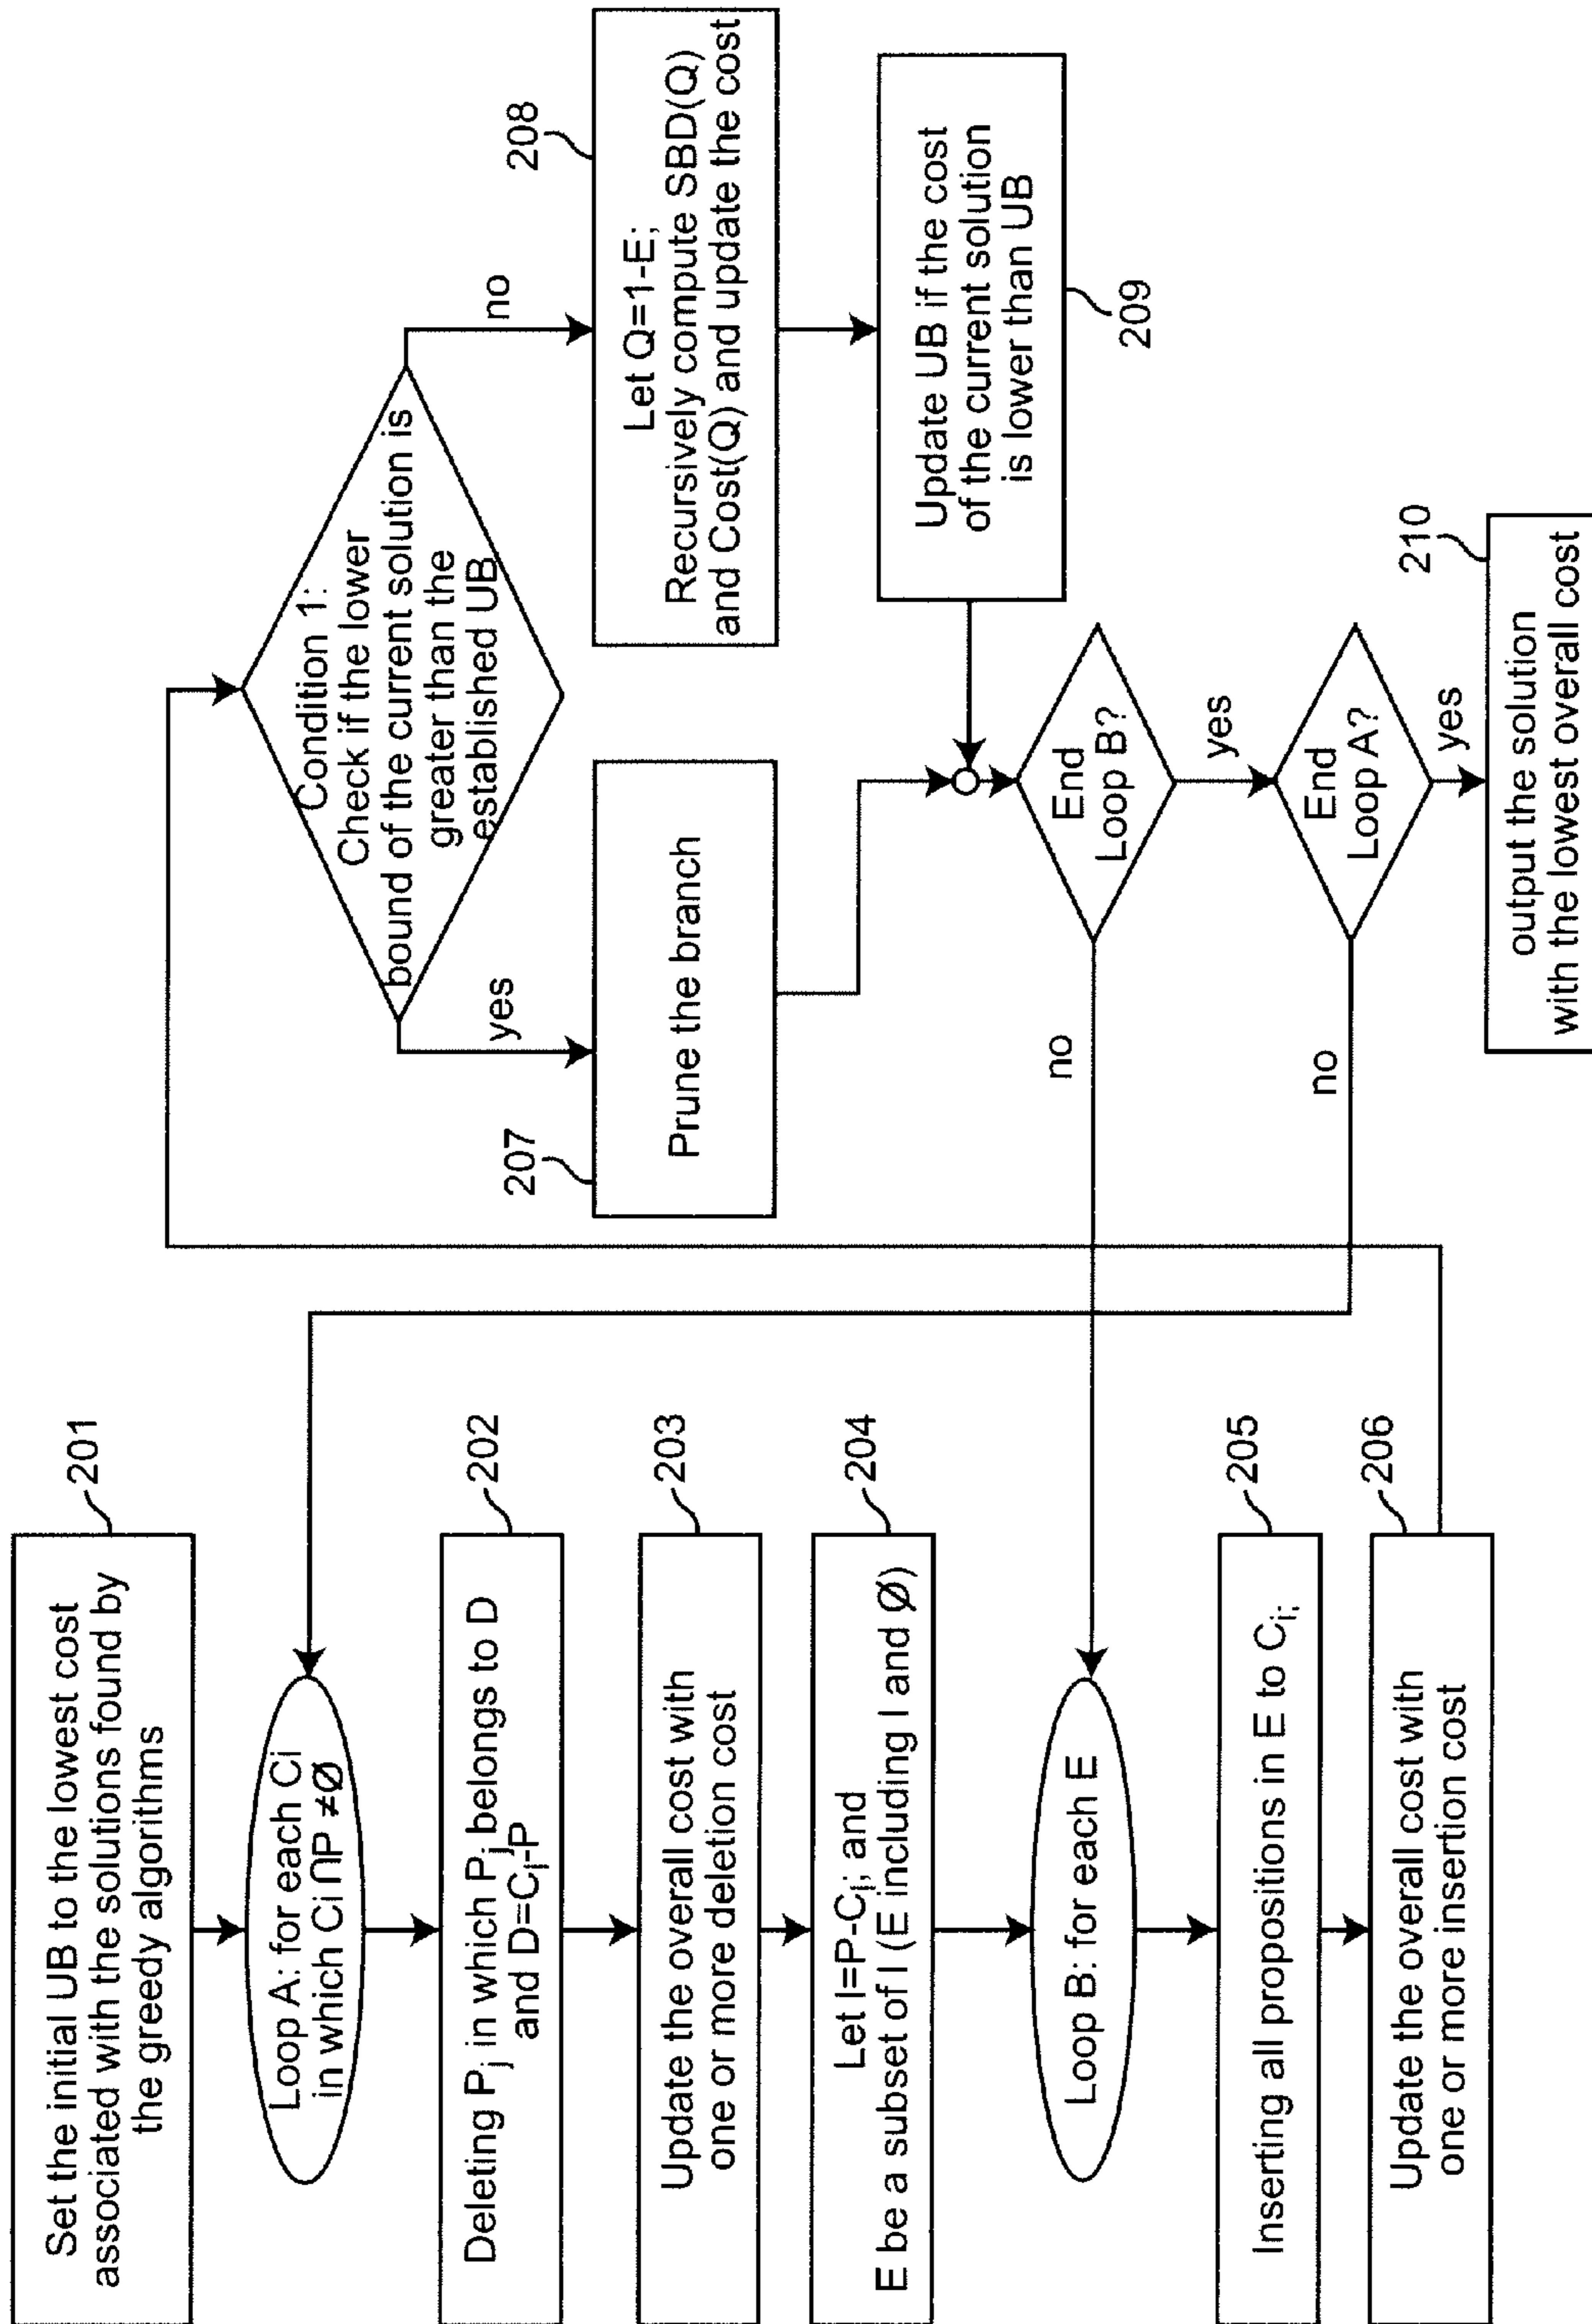 Set the initial UB to the lowest cost
associated with the solutions found by
the greedy algorithms
201
Loop A: for each Ci
in which Ci ∩P ≠Ø
Deleting Pj in which Pj belongs to D
and D=Ci-P
202
Update the overall cost with
one or more deletion cost
203
Let I=P-Ci; and
E be a subset of I (E including I and Ø)
204
Loop B: for each E
Inserting all propositions in E to Ci;
205
Update the overall cost with
one or more insertion cost
206
Condition 1:
Check if the lower
bound of the current solution is
greater than the
established UB
yes
no
207
Prune the branch
208
Let Q=1-E;
Recursively compute SBD(Q)
and Cost(Q) and update the cost
Update UB if the cost
of the current solution
is lower than UB
209
End
Loop B?
no
yes
End
Loop A?
no
yes
210
output the solution
with the lowest overall cost